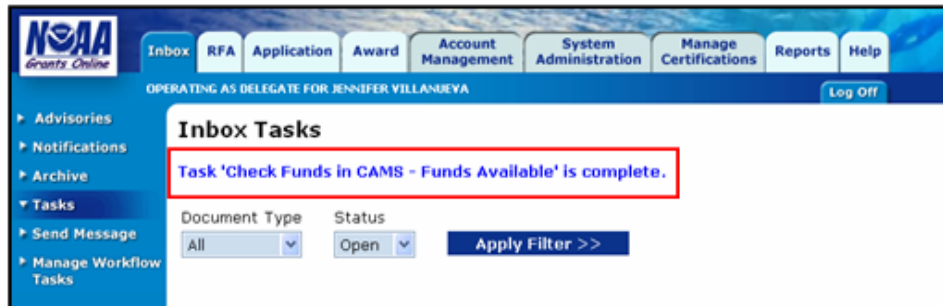 NOAA
Grants Online
Inbox RFA Application Award Account Management System Administration Manage Certifications Reports Help
OPERATING AS DELEGATE FOR JENNIFER VILLANUEVA
Log Off
Advisories
Notifications
Archive
Tasks
Send Message
Manage Workflow
Tasks
Inbox Tasks
Task 'Check Funds in CAMS - Funds Available' is complete.
Document Type Status
All Open Apply Filter >>